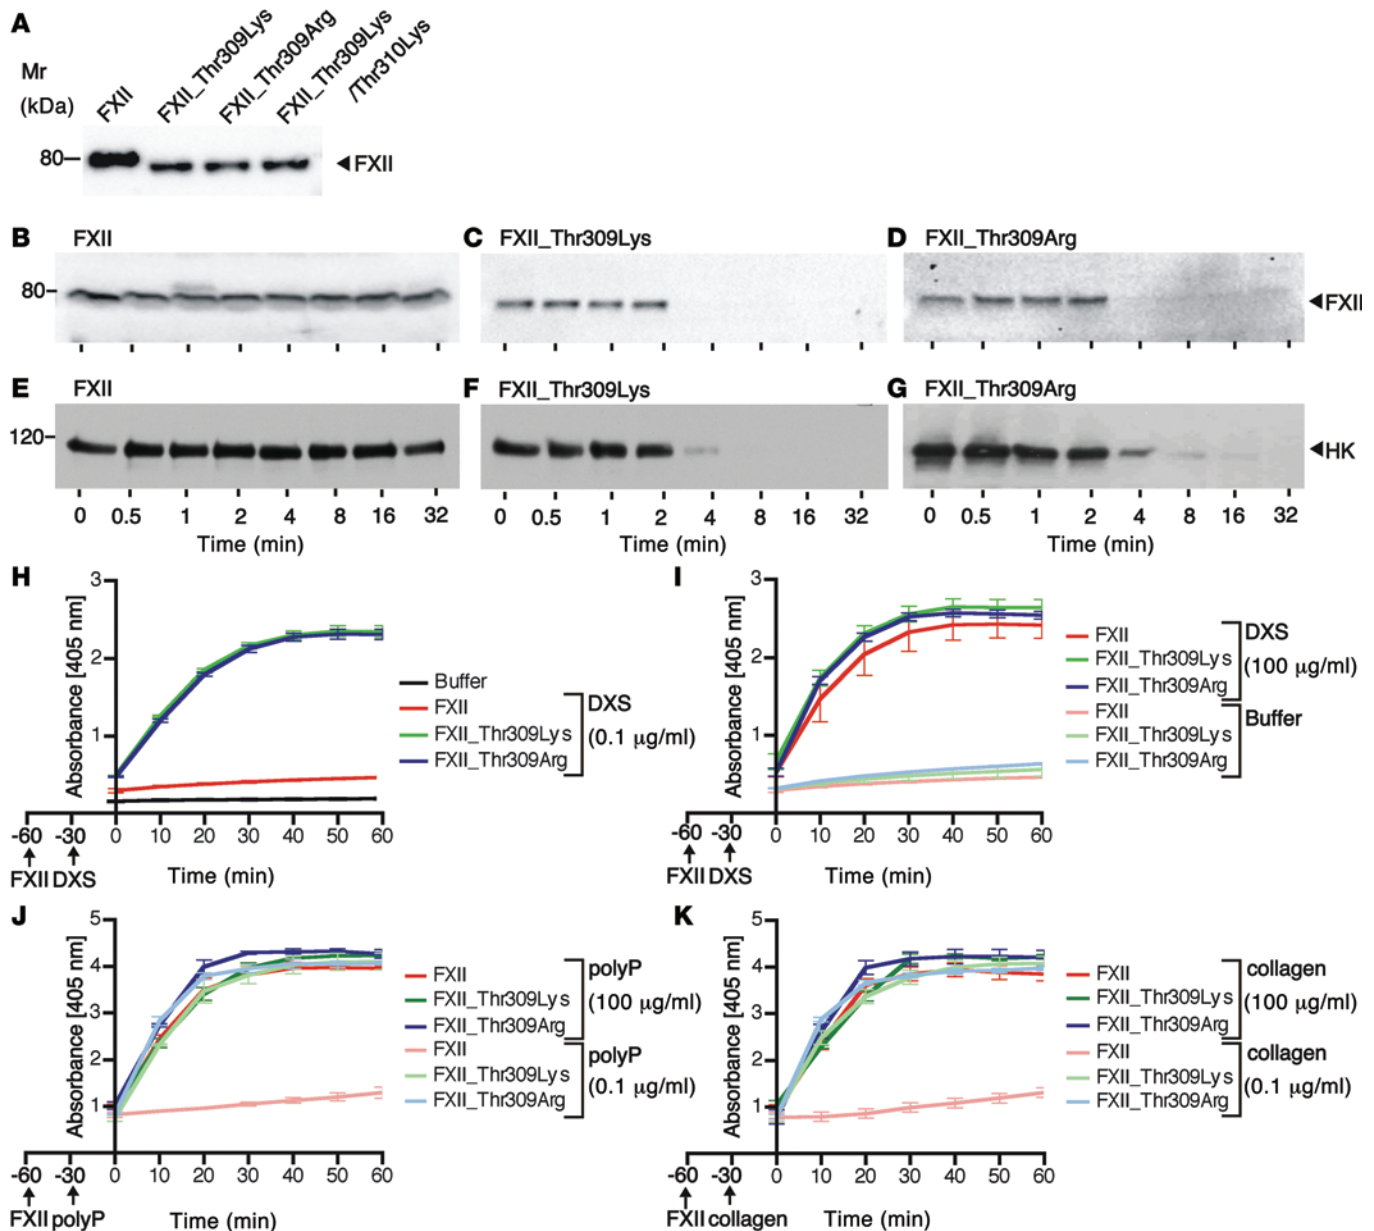 A
Mr
(kDa)
FXII
FXII_Thr309Lys
FXII_Thr309Arg
FXII_Thr309Lys
/Thr310Lys
80
FXII
B FXII
C FXII_Thr309Lys
D FXII_Thr309Arg
80
FXII
E FXII
F FXII_Thr309Lys
G FXII_Thr309Arg
120
HK
0 0.5 1 2 4 8 16 32
0 0.5 1 2 4 8 16 32
0 0.5 1 2 4 8 16 32
Time (min)
Time (min)
Time (min)
H
Absorbance [405 nm]
3
2
1
Buffer
FXII
FXII_Thr309Lys
FXII_Thr309Arg
DXS
(0.1 µg/ml)
-60 -30 0 10 20 30 40 50 60
FXII DXS
Time (min)
I
Absorbance [405 nm]
3
2
1
FXII
FXII_Thr309Lys
FXII_Thr309Arg
DXS
(100 µg/ml)
FXII
FXII_Thr309Lys
FXII_Thr309Arg
Buffer
-60 -30 0 10 20 30 40 50 60
FXII DXS
Time (min)
J
Absorbance [405 nm]
5
4
3
2
1
FXII
FXII_Thr309Lys
FXII_Thr309Arg
polyP
(100 µg/ml)
FXII
FXII_Thr309Lys
FXII_Thr309Arg
polyP
(0.1 µg/ml)
-60 -30 0 10 20 30 40 50 60
FXII polyP
Time (min)
K
Absorbance [405 nm]
5
4
3
2
1
FXII
FXII_Thr309Lys
FXII_Thr309Arg
collagen
(100 µg/ml)
FXII
FXII_Thr309Lys
FXII_Thr309Arg
collagen
(0.1 µg/ml)
-60 -30 0 10 20 30 40 50 60
FXII collagen
Time (min)